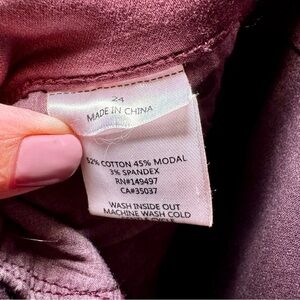 24
MADE IN CHINA
52% COTTON 45% MODAL
3% SPANDEX
RN#149497
CA#35037
WASH INSIDE OUT
MACHINE WASH COLD